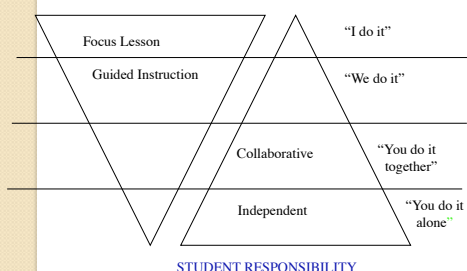 Focus Lesson
“I do it”
Guided Instruction
“We do it”
Collaborative
“You do it
together”
Independent
“You do it
alone”
STUDENT RESPONSIBILITY